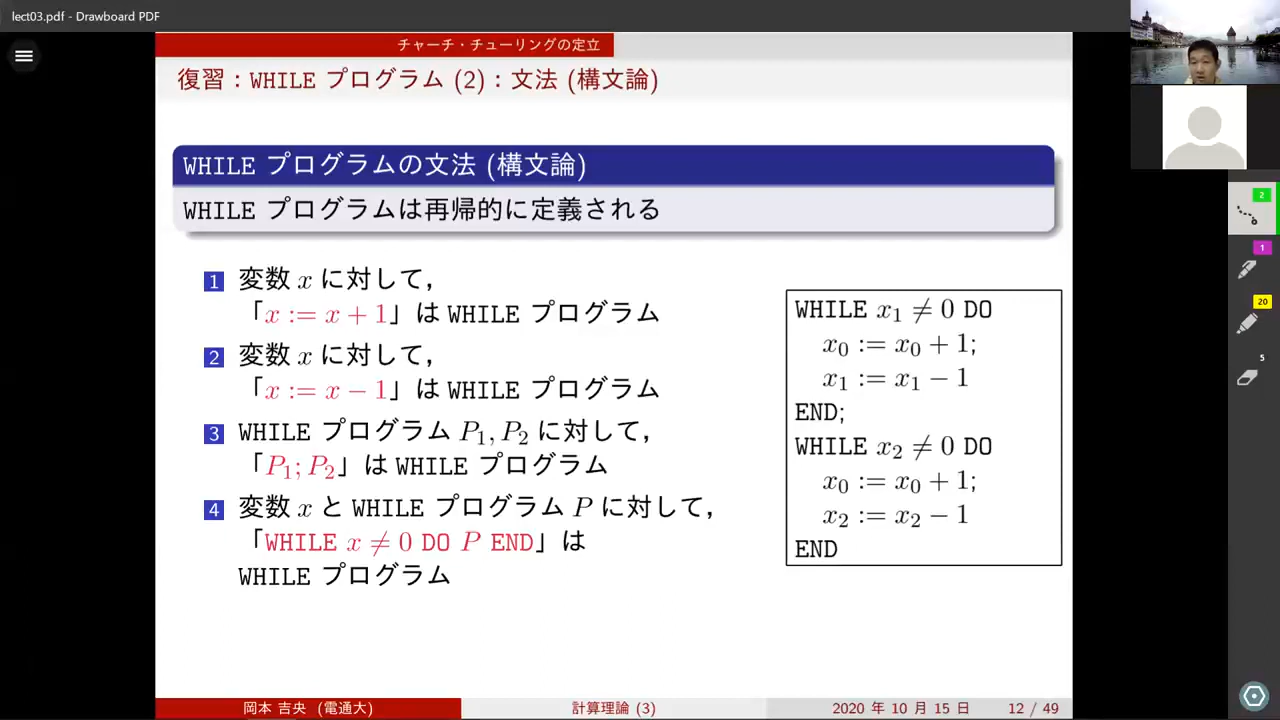 lect03.pdf - Drawboard PDF
チャーチ・チューリングの定立
復習：WHILE プログラム (2)：文法 (構文論)
WHILE プログラムの文法 (構文論)
WHILE プログラムは再帰的に定義される
1 変数 x に対して，
「x := x + 1」は WHILE プログラム
2 変数 x に対して，
「x := x − 1」は WHILE プログラム
3 WHILE プログラム P₁, P₂ に対して，
「P₁; P₂」は WHILE プログラム
4 変数 x と WHILE プログラム P に対して，
「WHILE x ≠ 0 DO P END」は
WHILE プログラム
WHILE x₁ ≠ 0 DO
x₀ := x₀ + 1;
x₁ := x₁ − 1
END;
WHILE x₂ ≠ 0 DO
x₀ := x₀ + 1;
x₂ := x₂ − 1
END
2
1
20
5
岡本 吉央 (電通大)
計算理論 (3)
2020 年 10 月 15 日
12 / 49